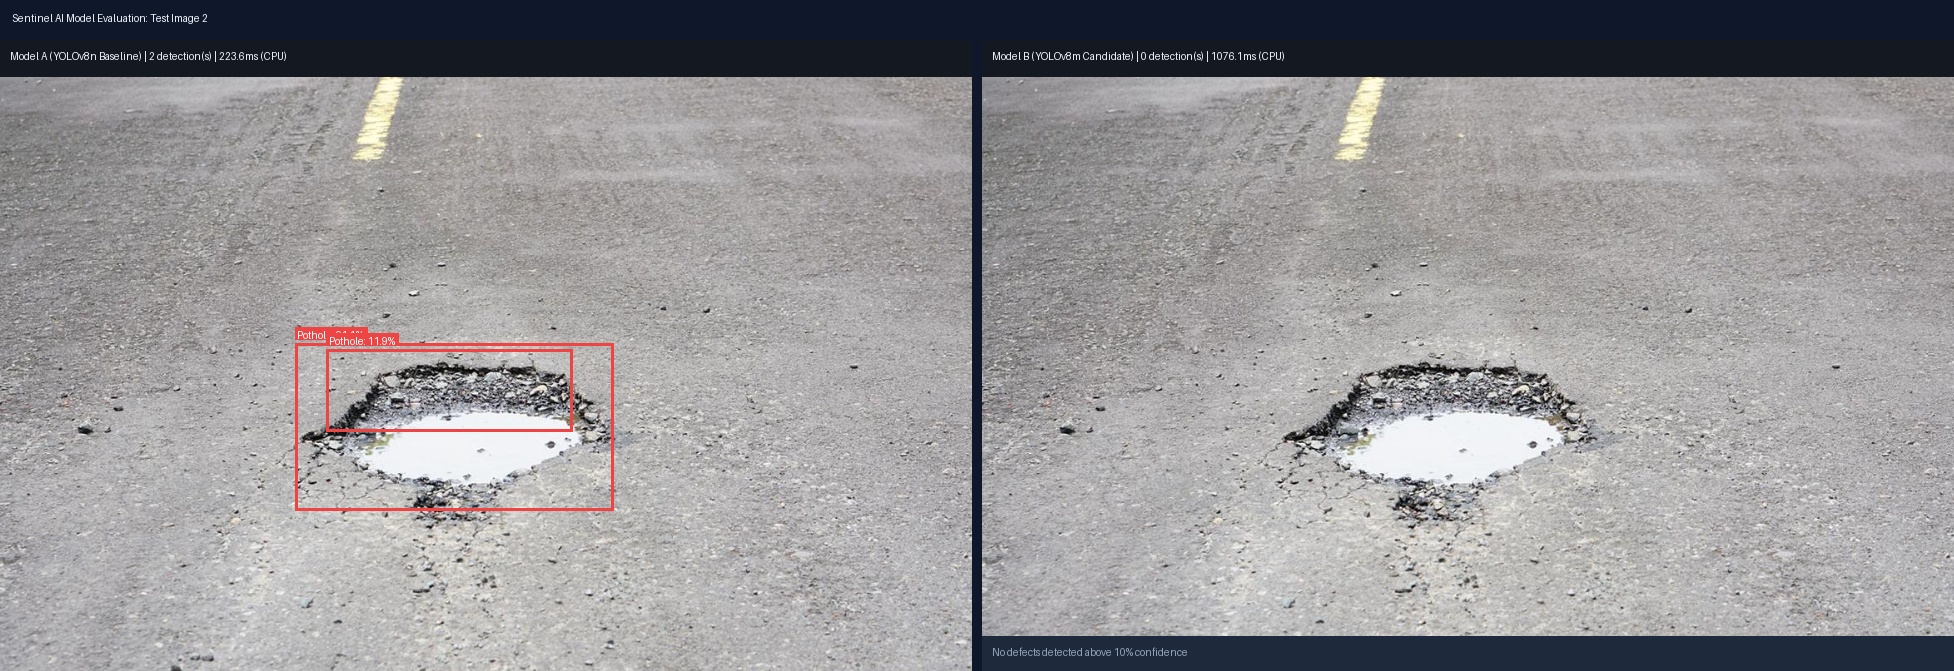 Sentinel AI Model Evaluation: Test Image 2
Model A (YOLOv8n Baseline) | 2 detection(s) | 223.6ms (CPU)
Model B (YOLOv8m Candidate) | 0 detection(s) | 1076.1ms (CPU)
Pothol
Pothole: 11.9%
No defects detected above 10% confidence